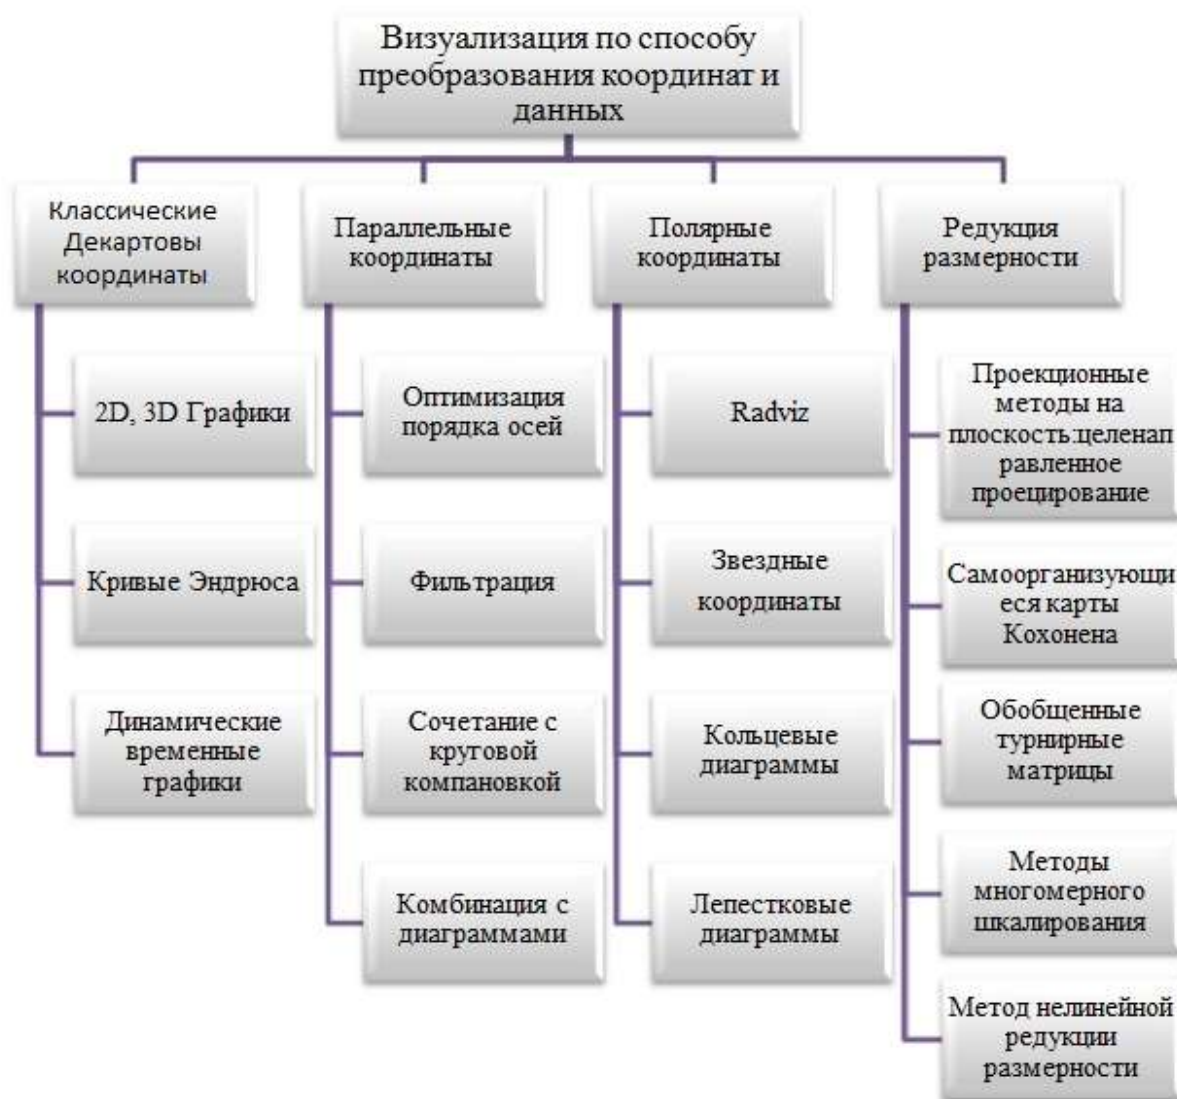 Визуализация по способу
преобразования координат и
данных
Классические
Декартовы
координаты
2D, 3D Графики
Кривые Эндрюса
Динамические
временные
графики
Параллельные
координаты
Оптимизация
порядка осей
Фильтрация
Сочетание с
круговой
компановкой
Комбинация с
диаграммами
Полярные
координаты
Radviz
Звездные
координаты
Кольцевые
диаграммы
Лепестковые
диаграммы
Редукция
размерности
Проекционные
методы на
плоскость:целенап
равленное
проецирование
Самоорганизующи
еся карты
Кохонена
Обобщенные
турнирные
матрицы
Методы
многомерного
шкалирования
Метод нелинейной
редукции
размерности